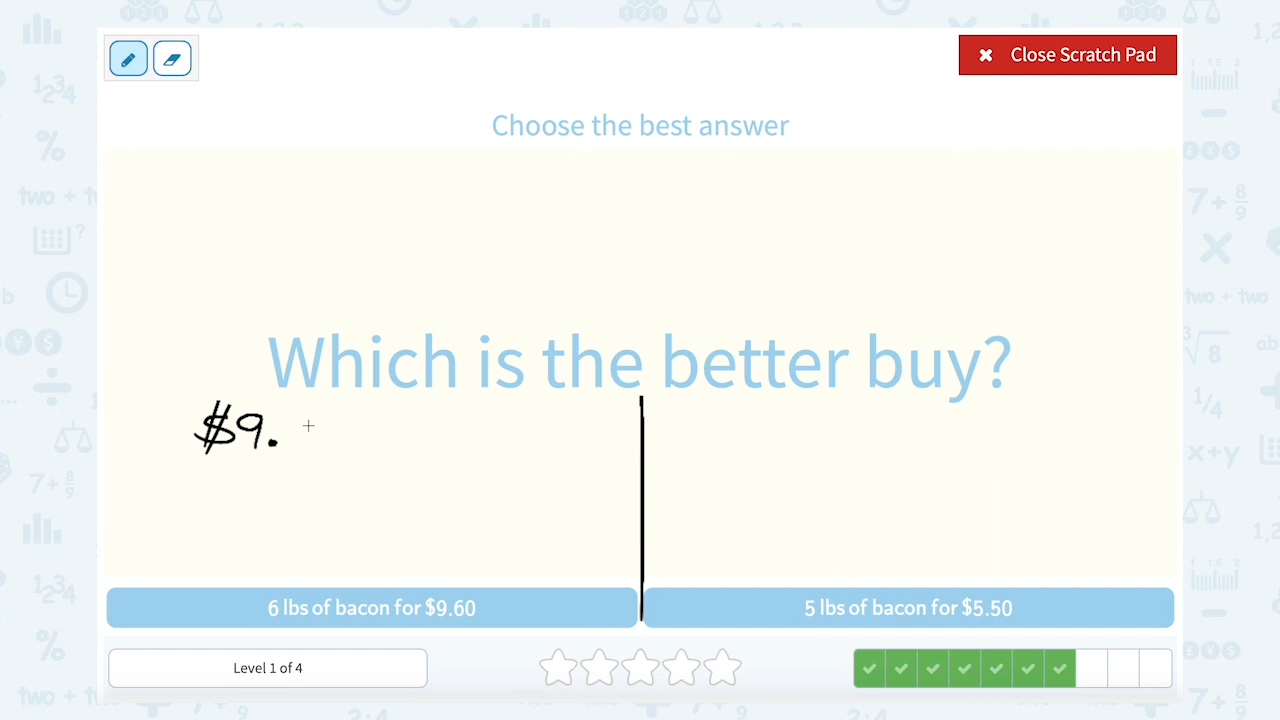 Close Scratch Pad
Choose the best answer
Which is the better buy?
$9.
6 lbs of bacon for $9.60
5 lbs of bacon for $5.50
Level 1 of 4